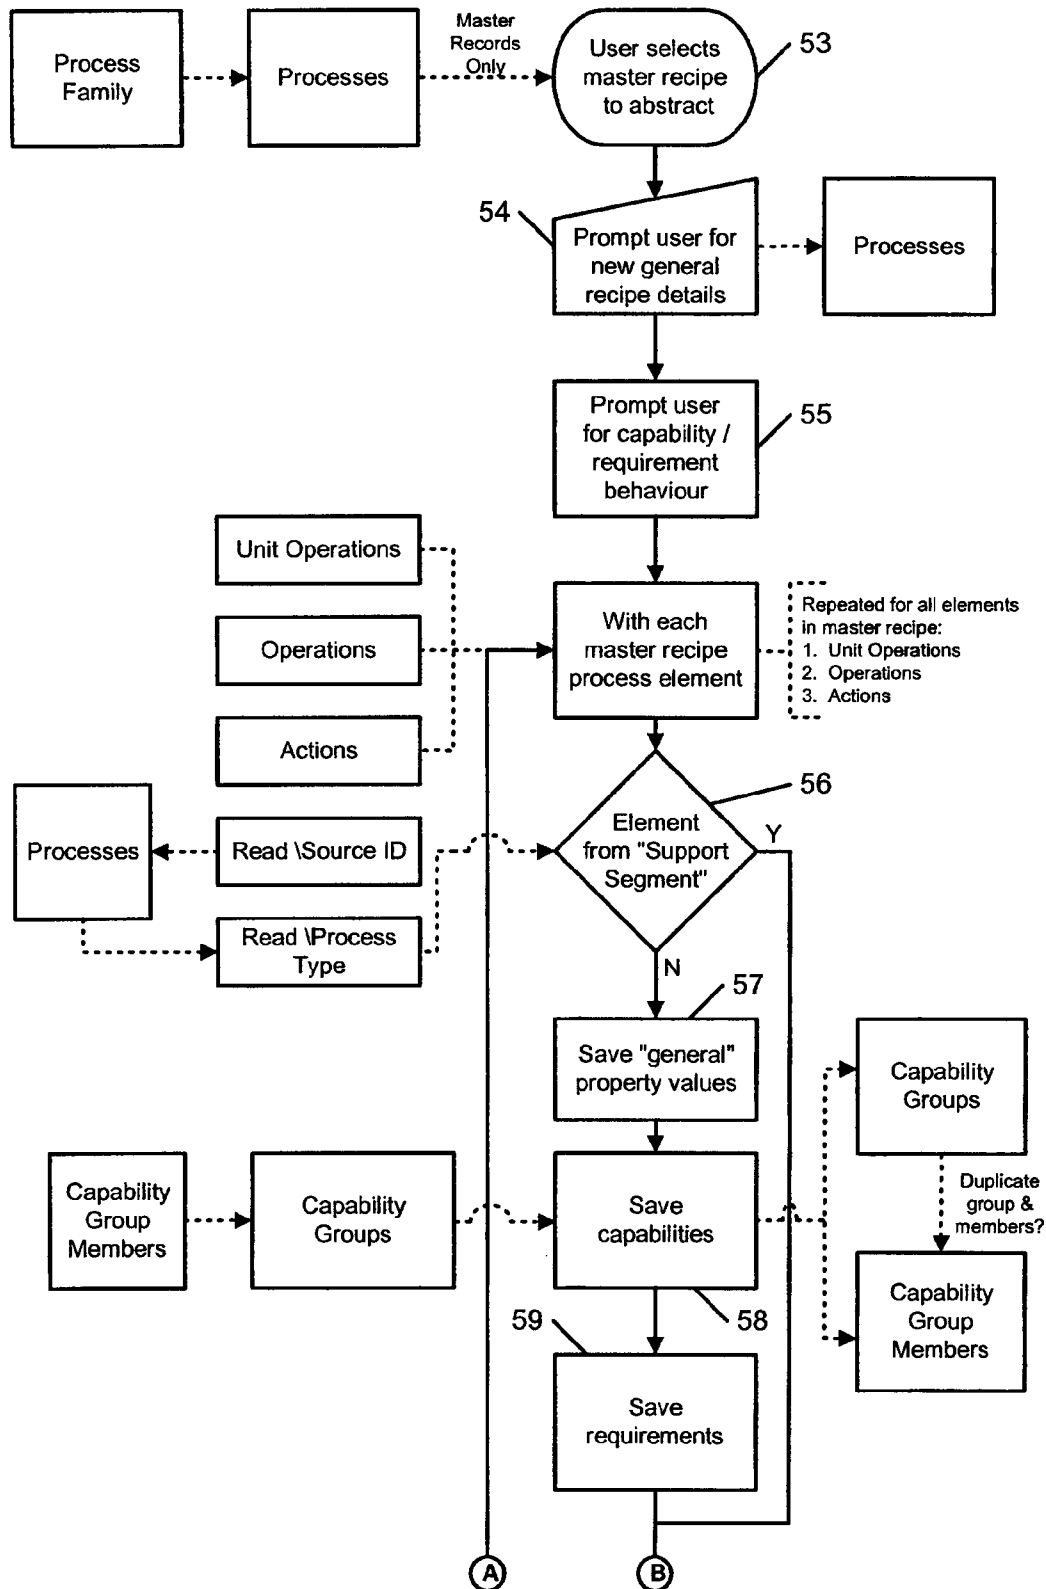 Process
Family
Processes
Master
Records
Only
User selects
master recipe
to abstract
53
54
Prompt user for
new general
recipe details
Processes
Prompt user
for capability /
requirement
behaviour
55
Unit Operations
Operations
Actions
With each
master recipe
process element
Repeated for all elements
in master recipe:
1. Unit Operations
2. Operations
3. Actions
56
Element
from "Support
Segment"
Y
N
Processes
Read \Source ID
Read \Process
Type
57
Save "general"
property values
Capability
Group
Members
Capability
Groups
Save
capabilities
58
Capability
Groups
Duplicate
group &
members?
Capability
Group
Members
59
Save
requirements
A
B